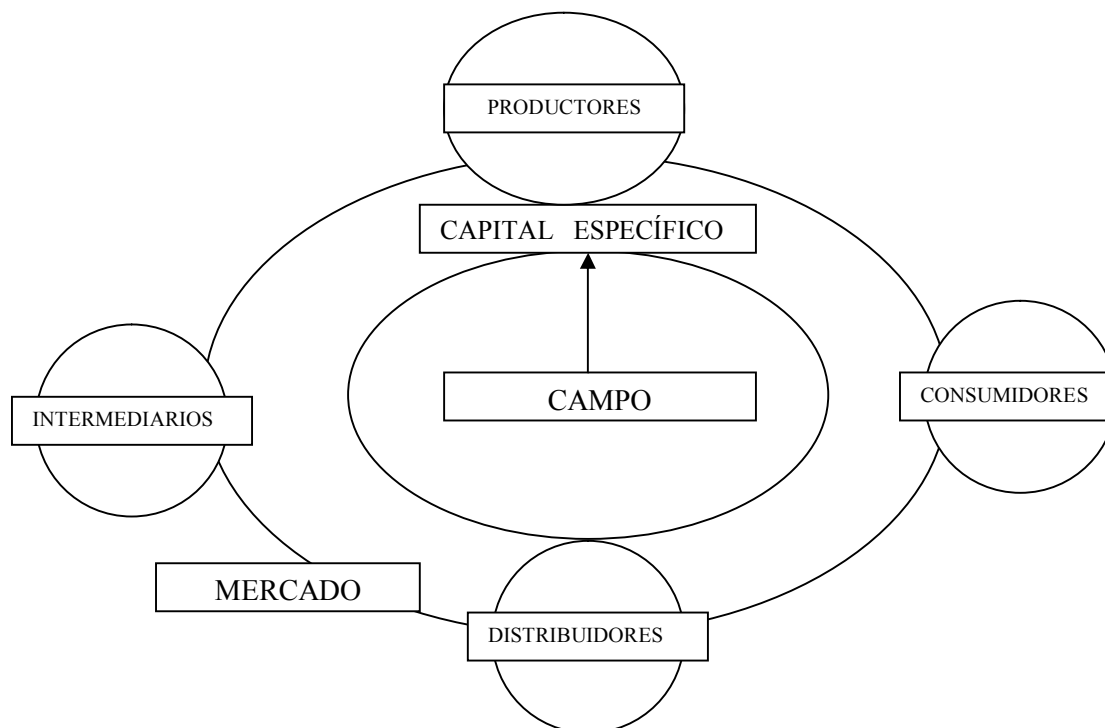 PRODUCTORES
CAPITAL ESPECÍFICO
CAMPO
CONSUMIDORES
INTERMEDIARIOS
MERCADO
DISTRIBUIDORES